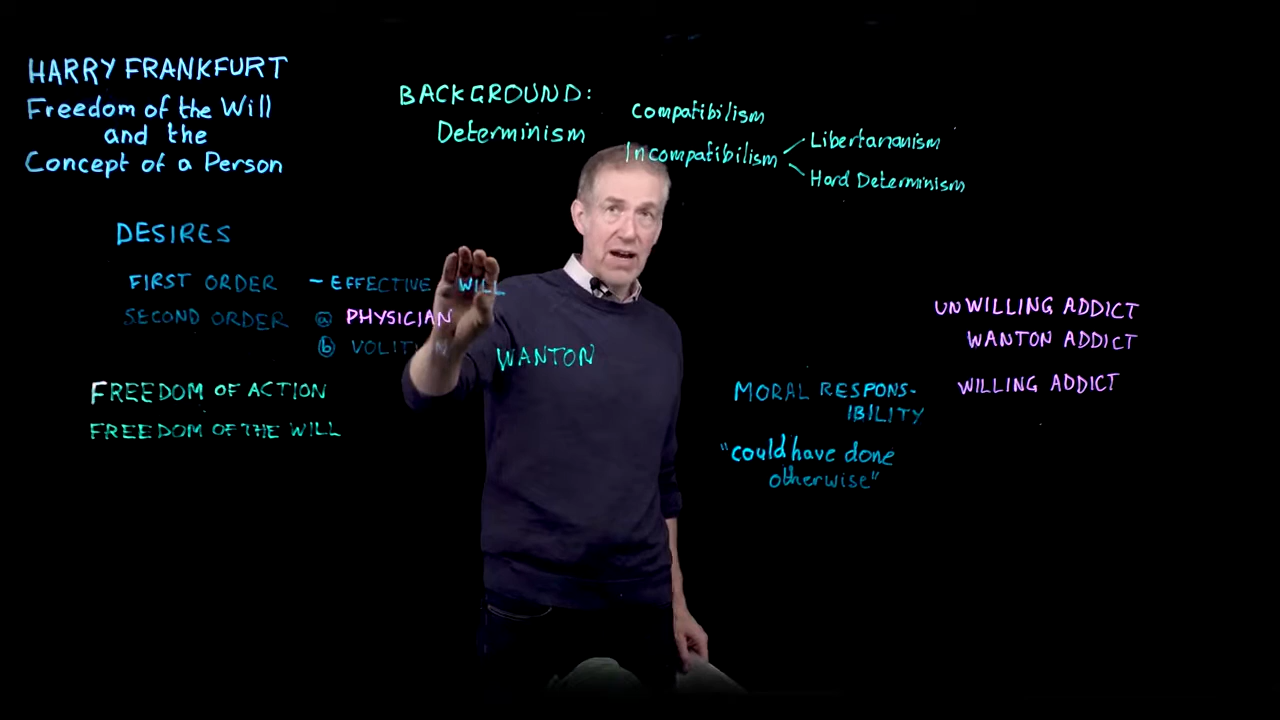 HARRY FRANKFURT
Freedom of the Will
and the
Concept of a Person
BACKGROUND:
Determinism
Compatibilism
Incompatibilism
Libertarianism
Hard Determinism
DESIRES
FIRST ORDER - EFFECTIVE WILL
SECOND ORDER ⓐ PHYSICIAN
ⓑ
WANTON
FREEDOM OF ACTION
FREEDOM OF THE WILL
MORAL RESPONS-
IBILITY
"could have done
otherwise"
UNWILLING ADDICT
WANTON ADDICT
WILLING ADDICT